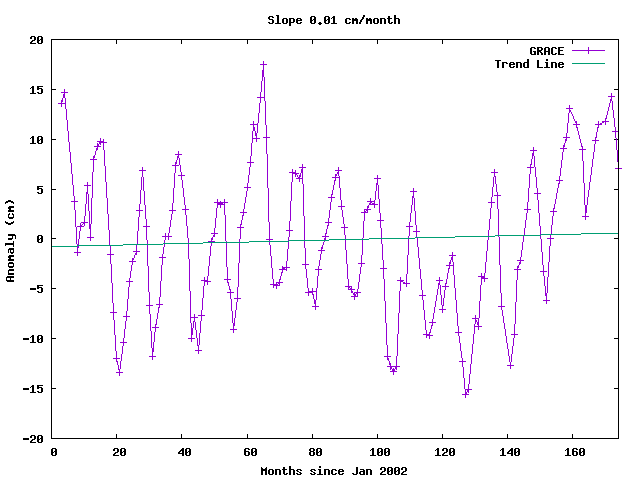 Slope 0.01 cm/month
GRACE
Trend Line
20
15
10
5
0
-5
-10
-15
-20
Anomaly (cm)
0 20 40 60 80 100 120 140 160
Months since Jan 2002